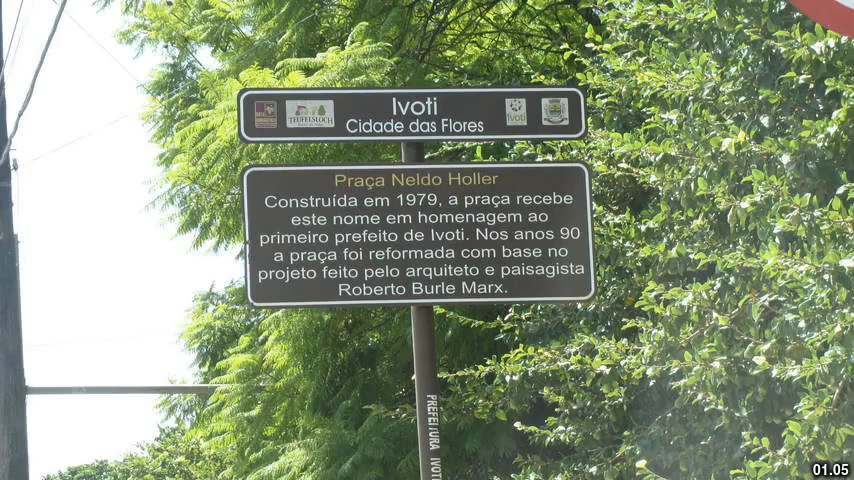 Ivoti
TEUFELSLOCH
Ivoti
Cidade das Flores
Praça Neldo Holler
Construída em 1979, a praça recebe
este nome em homenagem ao
primeiro prefeito de Ivoti. Nos anos 90
a praça foi reformada com base no
projeto feito pelo arquiteto e paisagista
Roberto Burle Marx.
PREFEITURA IVOTI
01.05